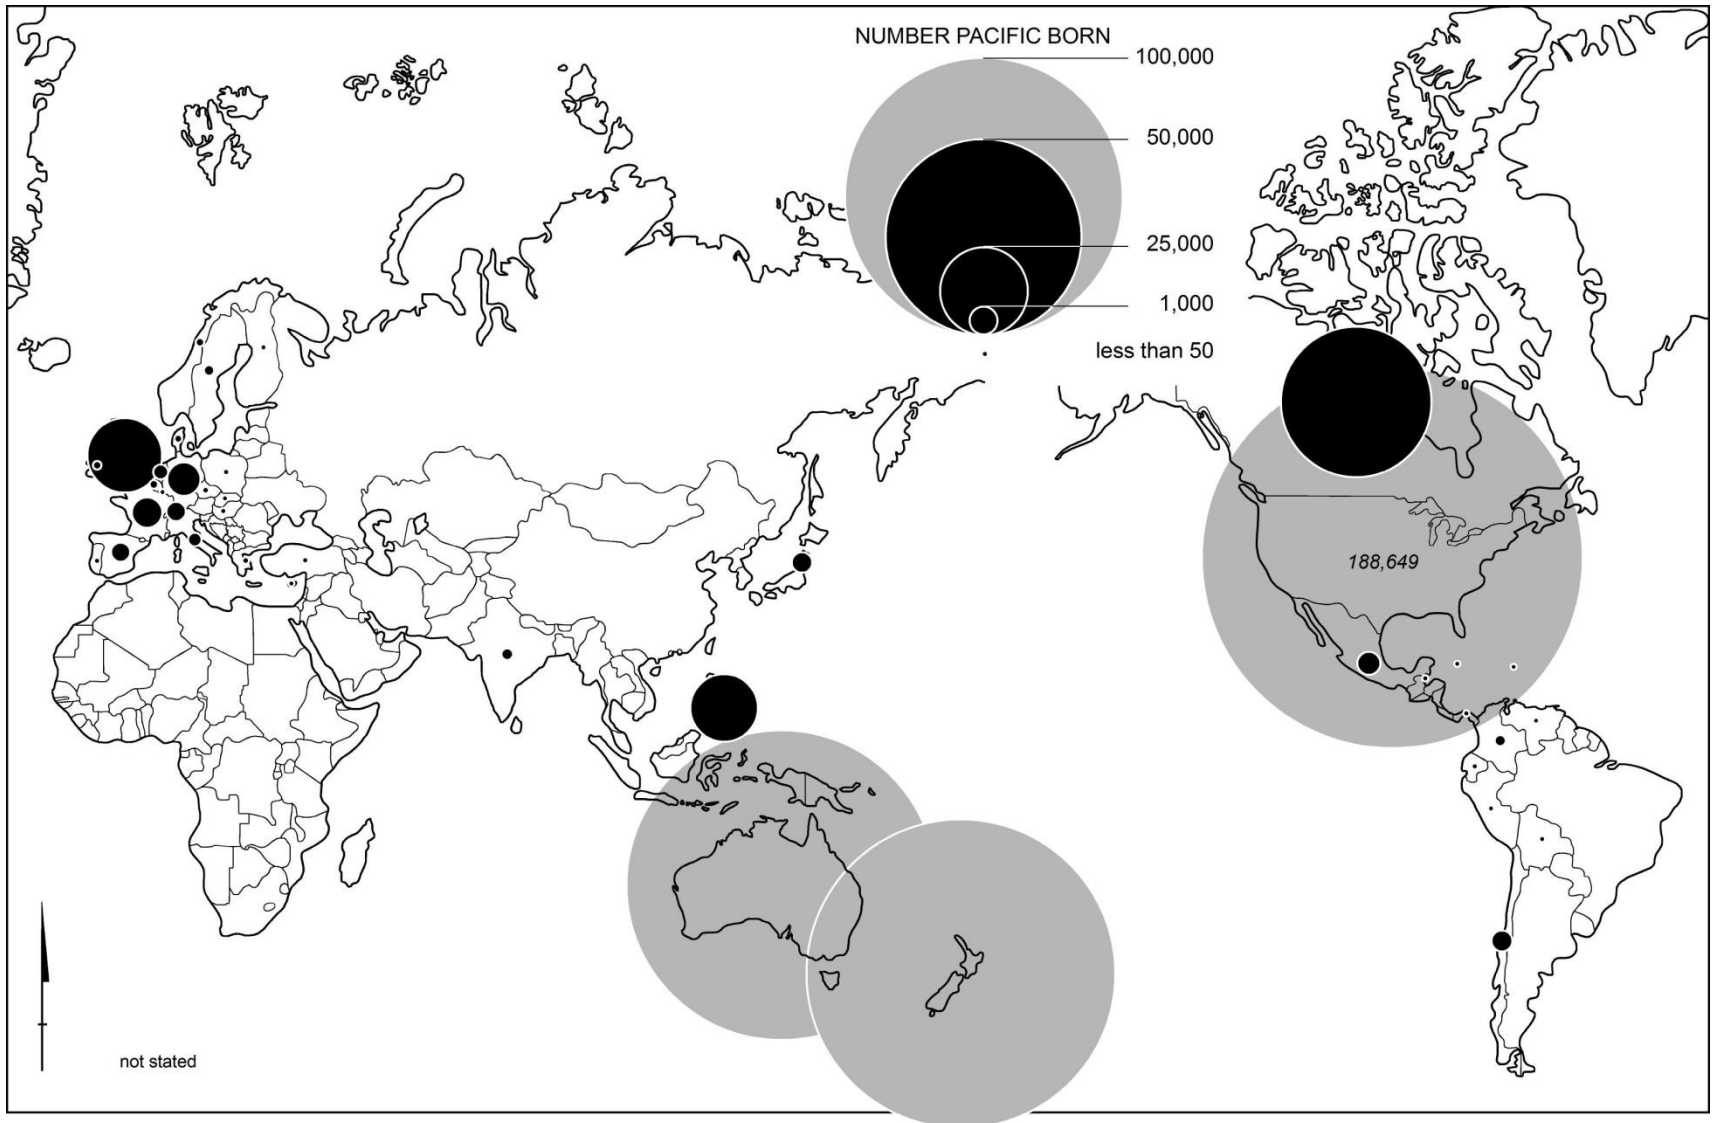 NUMBER PACIFIC BORN
100,000
50,000
25,000
1,000
less than 50
188,649
not stated